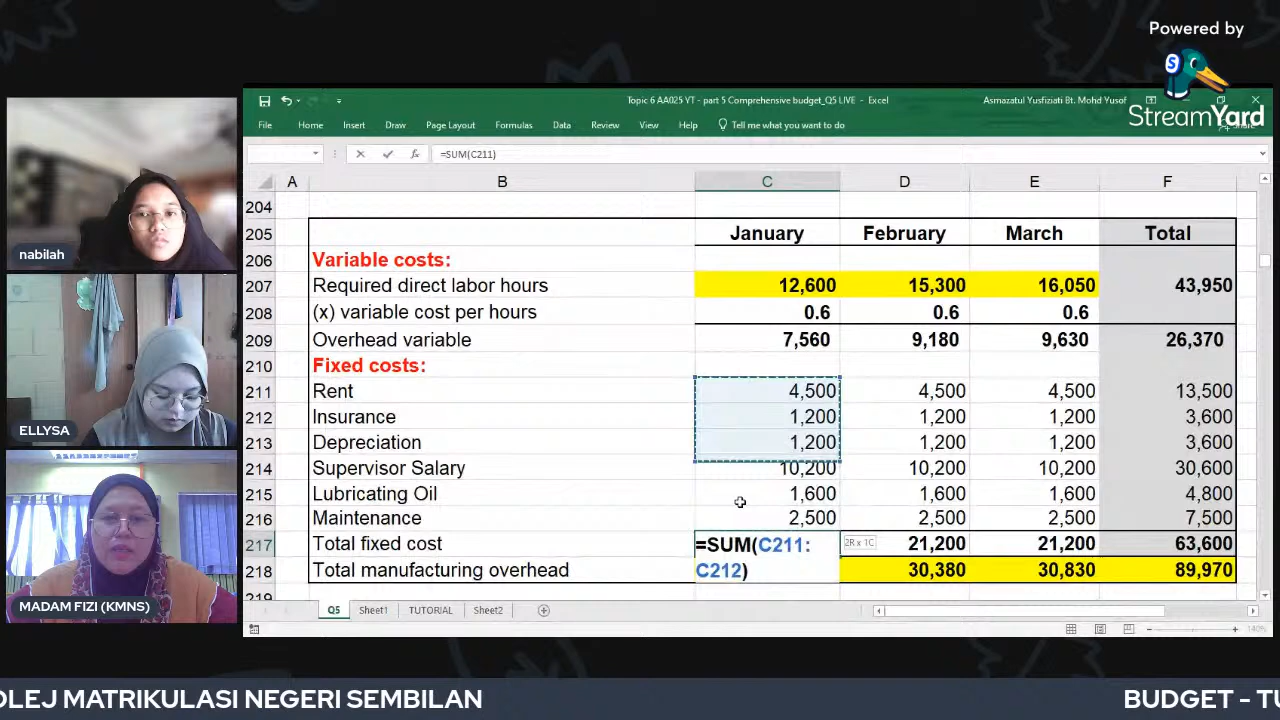 Powered by
StreamYard
Topic 6 AA025 YT - part 5 Comprehensive budget_Q5 LIVE - Excel
Asmazatul Yusfiziati Bt. Mohd Yusof
File Home Insert Draw Page Layout Formulas Data Review View Help Tell me what you want to do
=SUM(C211)
A B C D E F
204
205 January February March Total
206 Variable costs:
207 Required direct labor hours 12,600 15,300 16,050 43,950
208 (x) variable cost per hours 0.6 0.6 0.6
209 Overhead variable 7,560 9,180 9,630 26,370
210 Fixed costs:
211 Rent 4,500 4,500 4,500 13,500
212 Insurance 1,200 1,200 1,200 3,600
213 Depreciation 1,200 1,200 1,200 3,600
214 Supervisor Salary 10,200 10,200 10,200 30,600
215 Lubricating Oil 1,600 1,600 1,600 4,800
216 Maintenance 2,500 2,500 2,500 7,500
217 Total fixed cost =SUM(C211: 2R x 1C 21,200 21,200 63,600
218 Total manufacturing overhead C212) 30,380 30,830 89,970
Q5 Sheet1 TUTORIAL Sheet2
140%
nabilah
ELLYSA
MADAM FIZI (KMNS)
OLEJ MATRIKULASI NEGERI SEMBILAN
BUDGET - TU